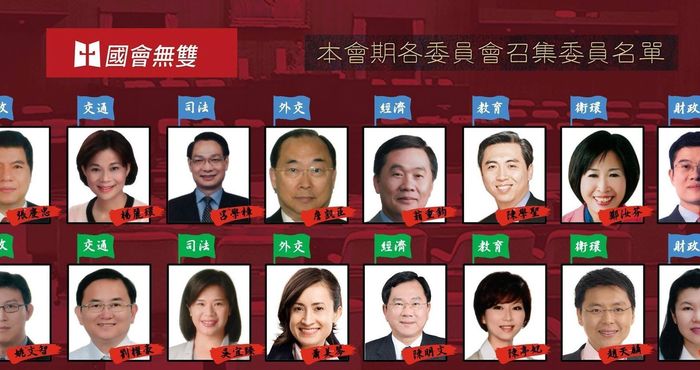 國會無雙
本會期各委員會召集委員名單
政 交通 司法 外交 經濟 教育 衛環 財政
張慶忠 楊麗環 呂學樟 詹凱臣 翁重鈞 陳學聖 鄭汝芬
政 交通 司法 外交 經濟 教育 衛環 財政
姚文智 劉櫂豪 吳宜臻 蕭美琴 陳明文 陳亭妃 趙天麟